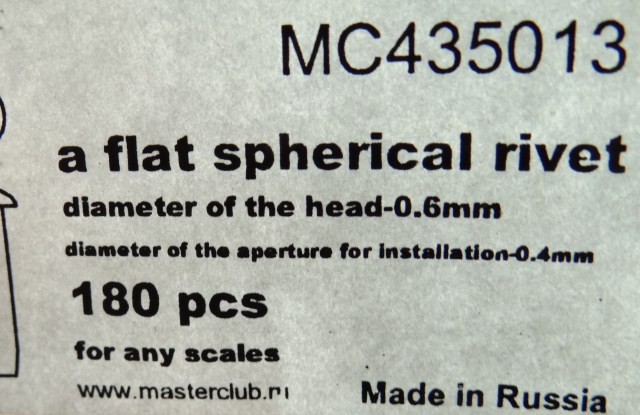 MC435013
a flat spherical rivet
diameter of the head-0.6mm
diameter of the aperture for installation-0.4mm
180 pcs
for any scales
www.masterclub.ru
Made in Russia